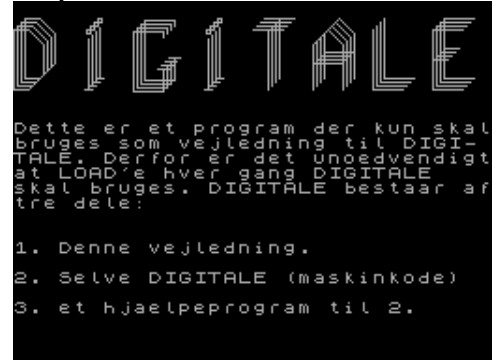 DIGITALE
Dette er et program der kun skal
bruges som vejledning til DIGI-
TALE. Derfor er det unoedvendigt
at LOAD'e hver gang DIGITALE
skal bruges. DIGITALE bestaar af
tre dele:
1. Denne vejledning.
2. Selve DIGITALE (maskinkode)
3. et hjaelpeprogram til 2.